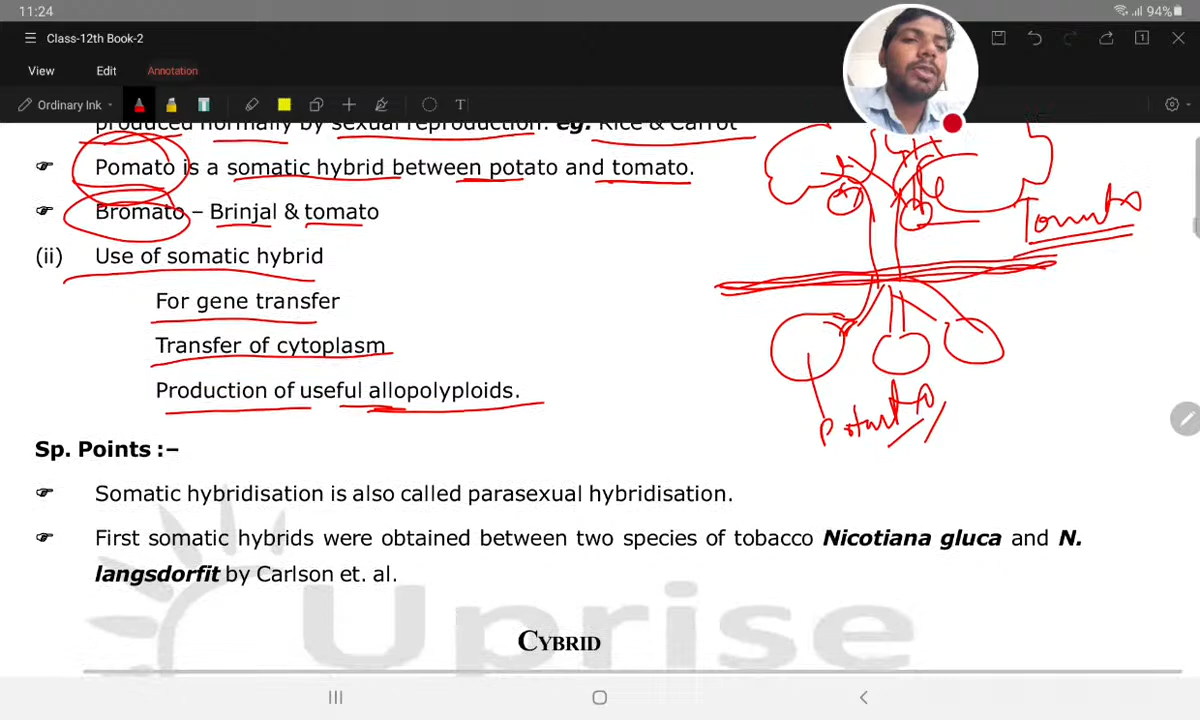 11:24
94%
Class-12th Book-2
1
View Edit Annotation
Ordinary Ink T
produced normally by sexual reproduction. eg. Rice & Carrot
Pomato is a somatic hybrid between potato and tomato.
Bromato – Brinjal & tomato
Tomato
(ii) Use of somatic hybrid
For gene transfer
Transfer of cytoplasm
Production of useful allopolyploids.
Potato
Sp. Points :–
Somatic hybridisation is also called parasexual hybridisation.
First somatic hybrids were obtained between two species of tobacco Nicotiana gluca and N.
langsdorfit by Carlson et. al.
Uprise
CYBRID